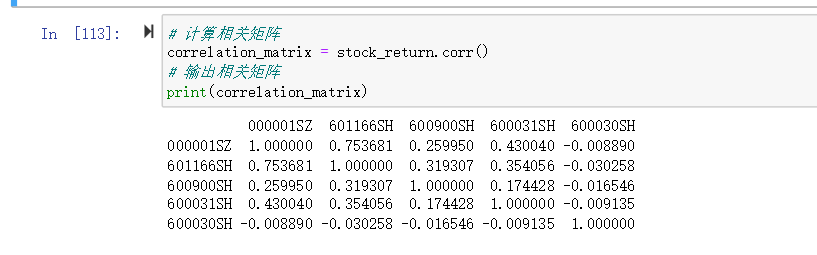 In [113]:
# 计算相关矩阵
correlation_matrix = stock_return.corr()
# 输出相关矩阵
print(correlation_matrix)
000001SZ 601166SH 600900SH 600031SH 600030SH
000001SZ 1.000000 0.753681 0.259950 0.430040 -0.008890
601166SH 0.753681 1.000000 0.319307 0.354056 -0.030258
600900SH 0.259950 0.319307 1.000000 0.174428 -0.016546
600031SH 0.430040 0.354056 0.174428 1.000000 -0.009135
600030SH -0.008890 -0.030258 -0.016546 -0.009135 1.000000